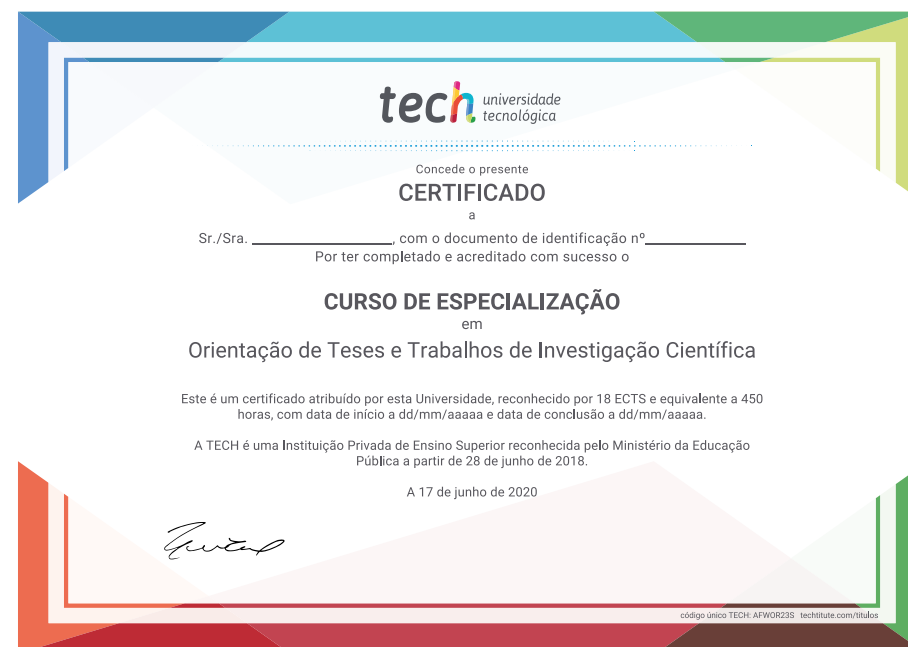 tech universidade
tecnológica
Concede o presente
CERTIFICADO
a
Sr./Sra. , com o documento de identificação nº
Por ter completado e acreditado com sucesso o
CURSO DE ESPECIALIZAÇÃO
em
Orientação de Teses e Trabalhos de Investigação Científica
Este é um certificado atribuído por esta Universidade, reconhecido por 18 ECTS e equivalente a 450
horas, com data de início a dd/mm/aaaaa e data de conclusão a dd/mm/aaaaa.
A TECH é uma Instituição Privada de Ensino Superior reconhecida pelo Ministério da Educação
Pública a partir de 28 de junho de 2018.
A 17 de junho de 2020
código único TECH: AFWOR23S techtitute.com/titulos